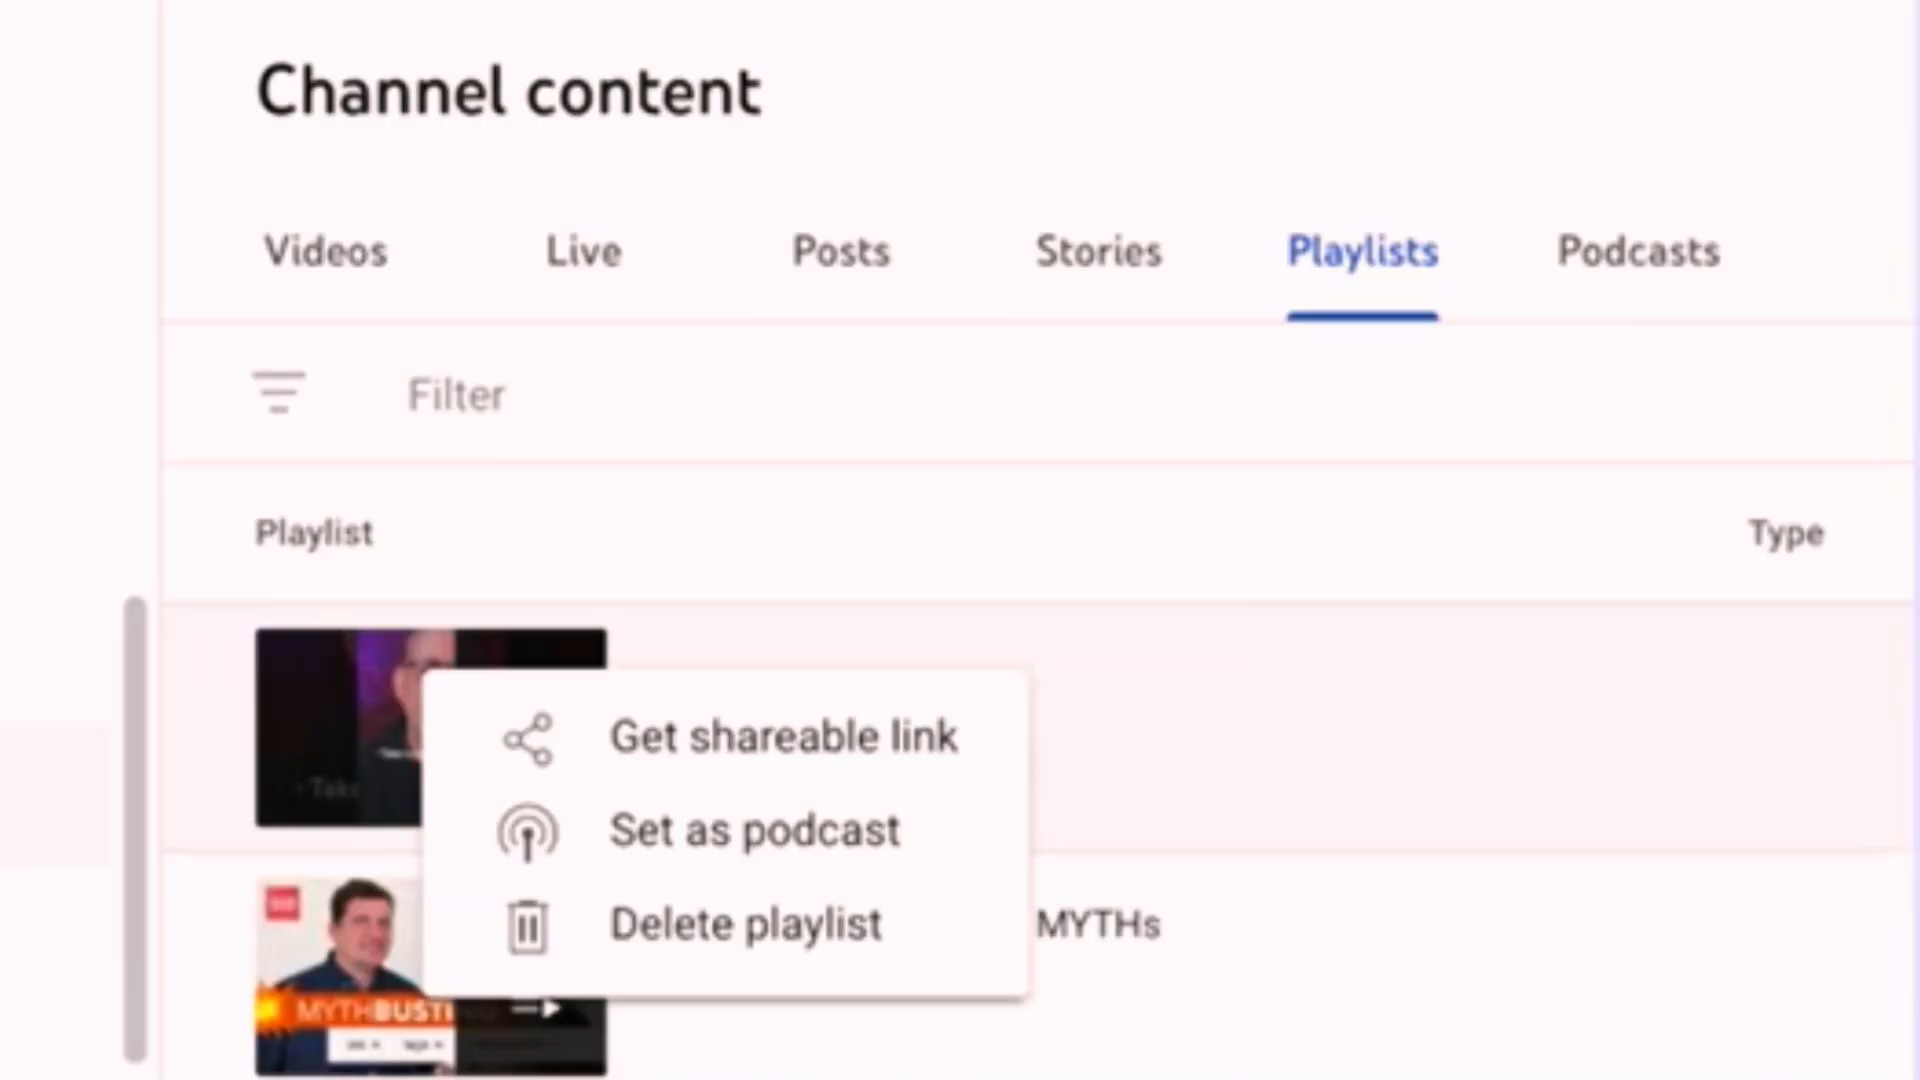 Channel content
Videos Live Posts Stories Playlists Podcasts
Filter
Playlist Type
Get shareable link
Set as podcast
Delete playlist
MYTHs
MYTHBUSTI